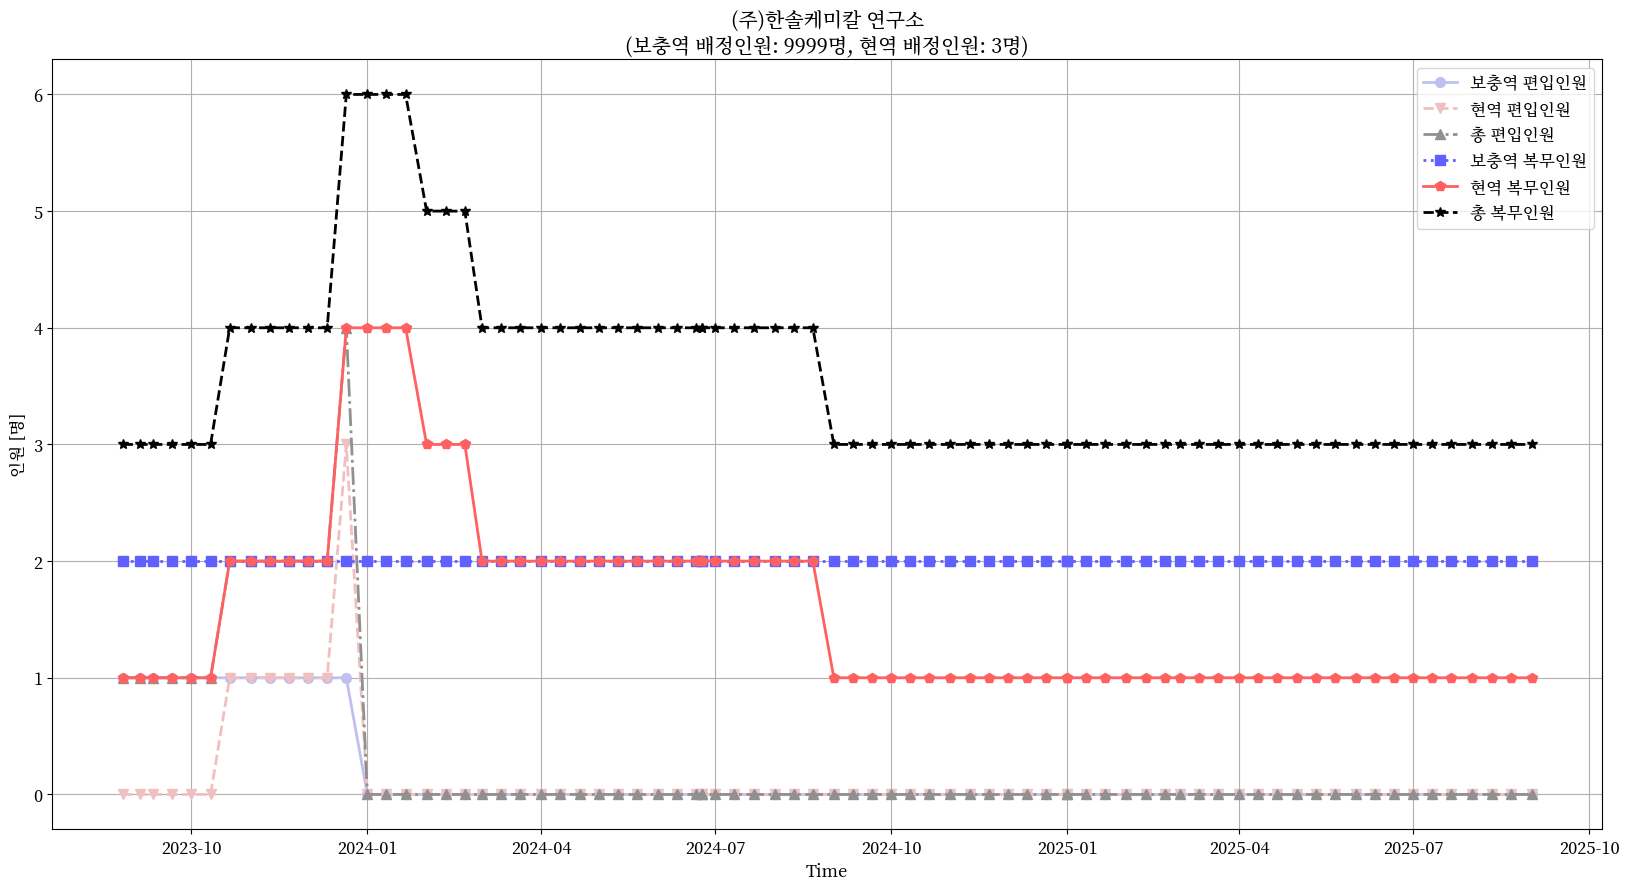 (주)한솔케미칼 연구소
(보충역 배정인원: 9999명, 현역 배정인원: 3명)
보충역 편입인원
현역 편입인원
총 편입인원
보충역 복무인원
현역 복무인원
총 복무인원
인원 [명]
6
5
4
3
2
1
0
2023-10
2024-01
2024-04
2024-07
2024-10
2025-01
2025-04
2025-07
2025-10
Time